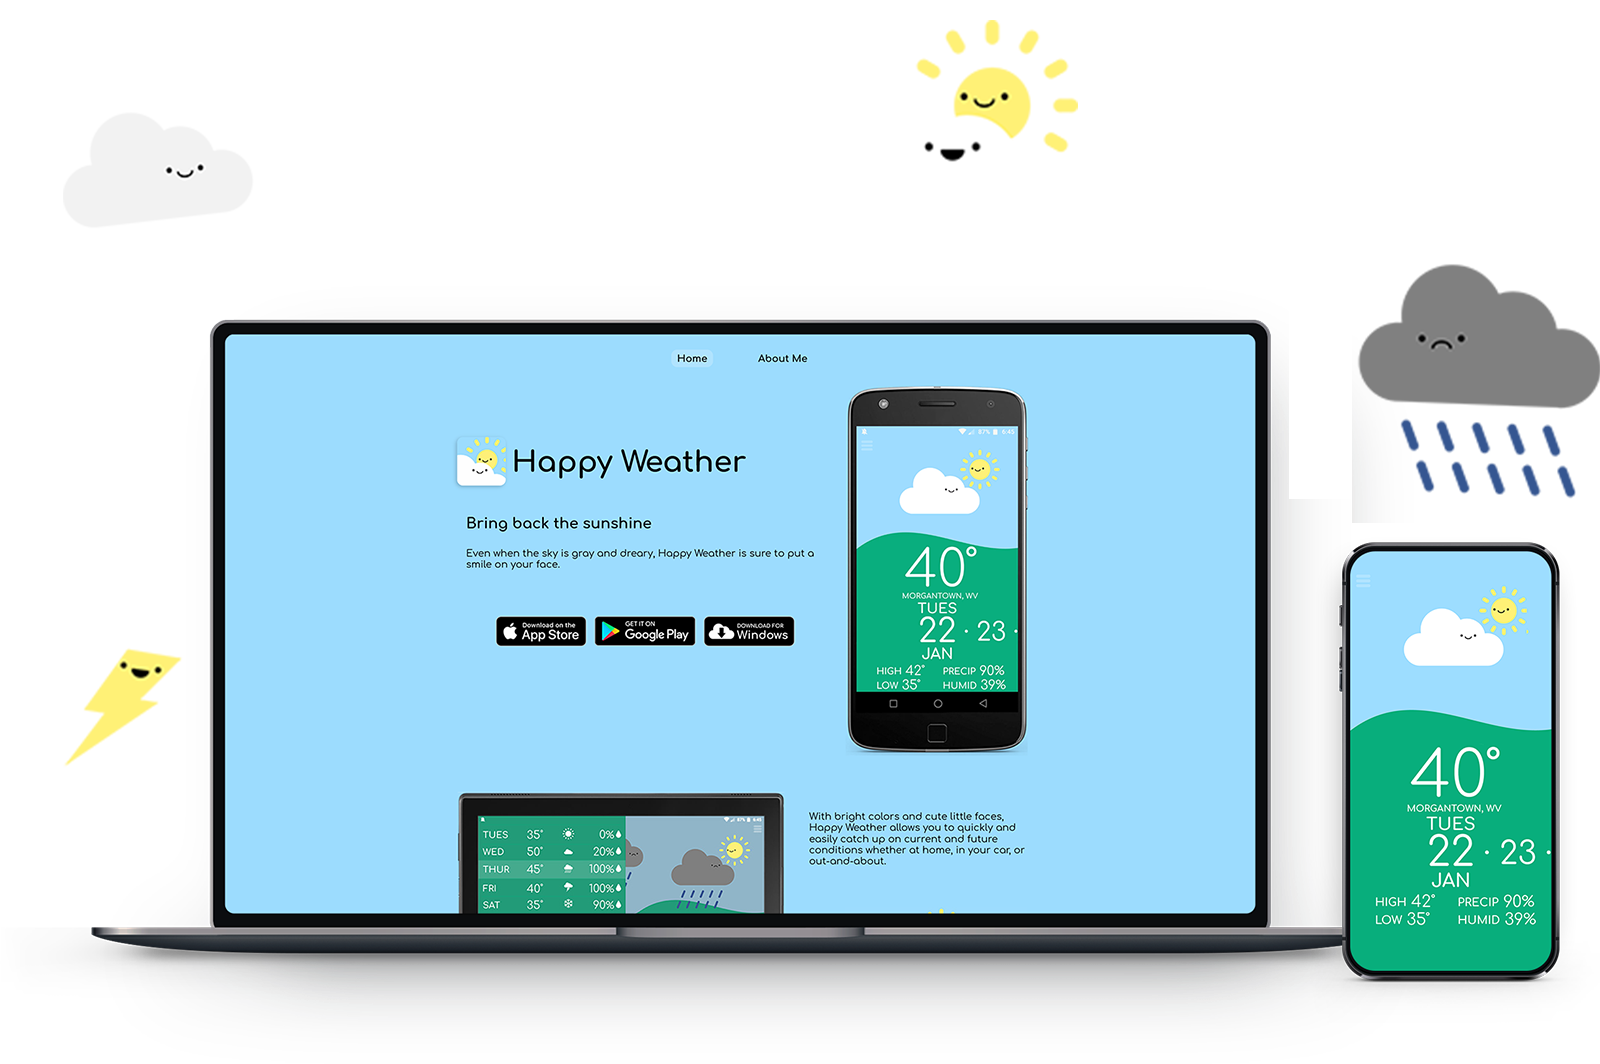 Home
About Me
Happy Weather
Bring back the sunshine
Even when the sky is gray and dreary, Happy Weather is sure to put a
smile on your face.
Download on the
App Store
GET IT ON
Google Play
DOWNLOAD FOR
Windows
87% 6:45
40°
MORGANTOWN, WV
TUES
22 · 23 ·
JAN
HIGH 42° PRECIP 90%
LOW 35° HUMID 39%
87% 6:45
TUES 35° 0%
WED 50° 20%
THUR 45° 100%
FRI 40° 100%
SAT 35° 90%
With bright colors and cute little faces,
Happy Weather allows you to quickly and
easily catch up on current and future
conditions whether at home, in your car, or
out-and-about.
40°
MORGANTOWN, WV
TUES
22 · 23 ·
JAN
HIGH 42° PRECIP 90%
LOW 35° HUMID 39%